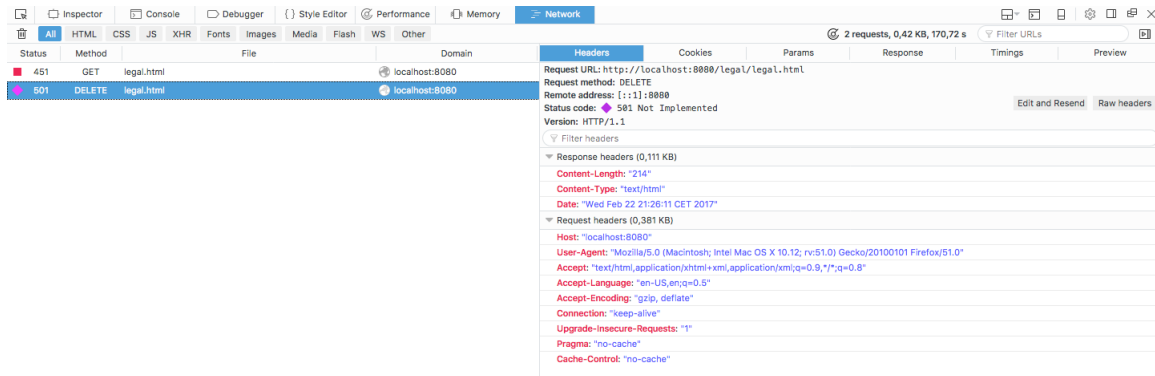 Inspector Console Debugger { } Style Editor Performance Memory Network
All HTML CSS JS XHR Fonts Images Media Flash WS Other 2 requests, 0,42 KB, 170,72 s Filter URLs
Status Method File Domain Headers Cookies Params Response Timings Preview
451 GET legal.html localhost:8080
501 DELETE legal.html localhost:8080
Request URL: http://localhost:8080/legal/legal.html
Request method: DELETE
Remote address: [::1]:8080
Status code: 501 Not Implemented
Edit and Resend Raw headers
Version: HTTP/1.1
Filter headers
Response headers (0,111 KB)
Content-Length: "214"
Content-Type: "text/html"
Date: "Wed Feb 22 21:26:11 CET 2017"
Request headers (0,381 KB)
Host: "localhost:8080"
User-Agent: "Mozilla/5.0 (Macintosh; Intel Mac OS X 10.12; rv:51.0) Gecko/20100101 Firefox/51.0"
Accept: "text/html,application/xhtml+xml,application/xml;q=0.9,*/*;q=0.8"
Accept-Language: "en-US,en;q=0.5"
Accept-Encoding: "gzip, deflate"
Connection: "keep-alive"
Upgrade-Insecure-Requests: "1"
Pragma: "no-cache"
Cache-Control: "no-cache"